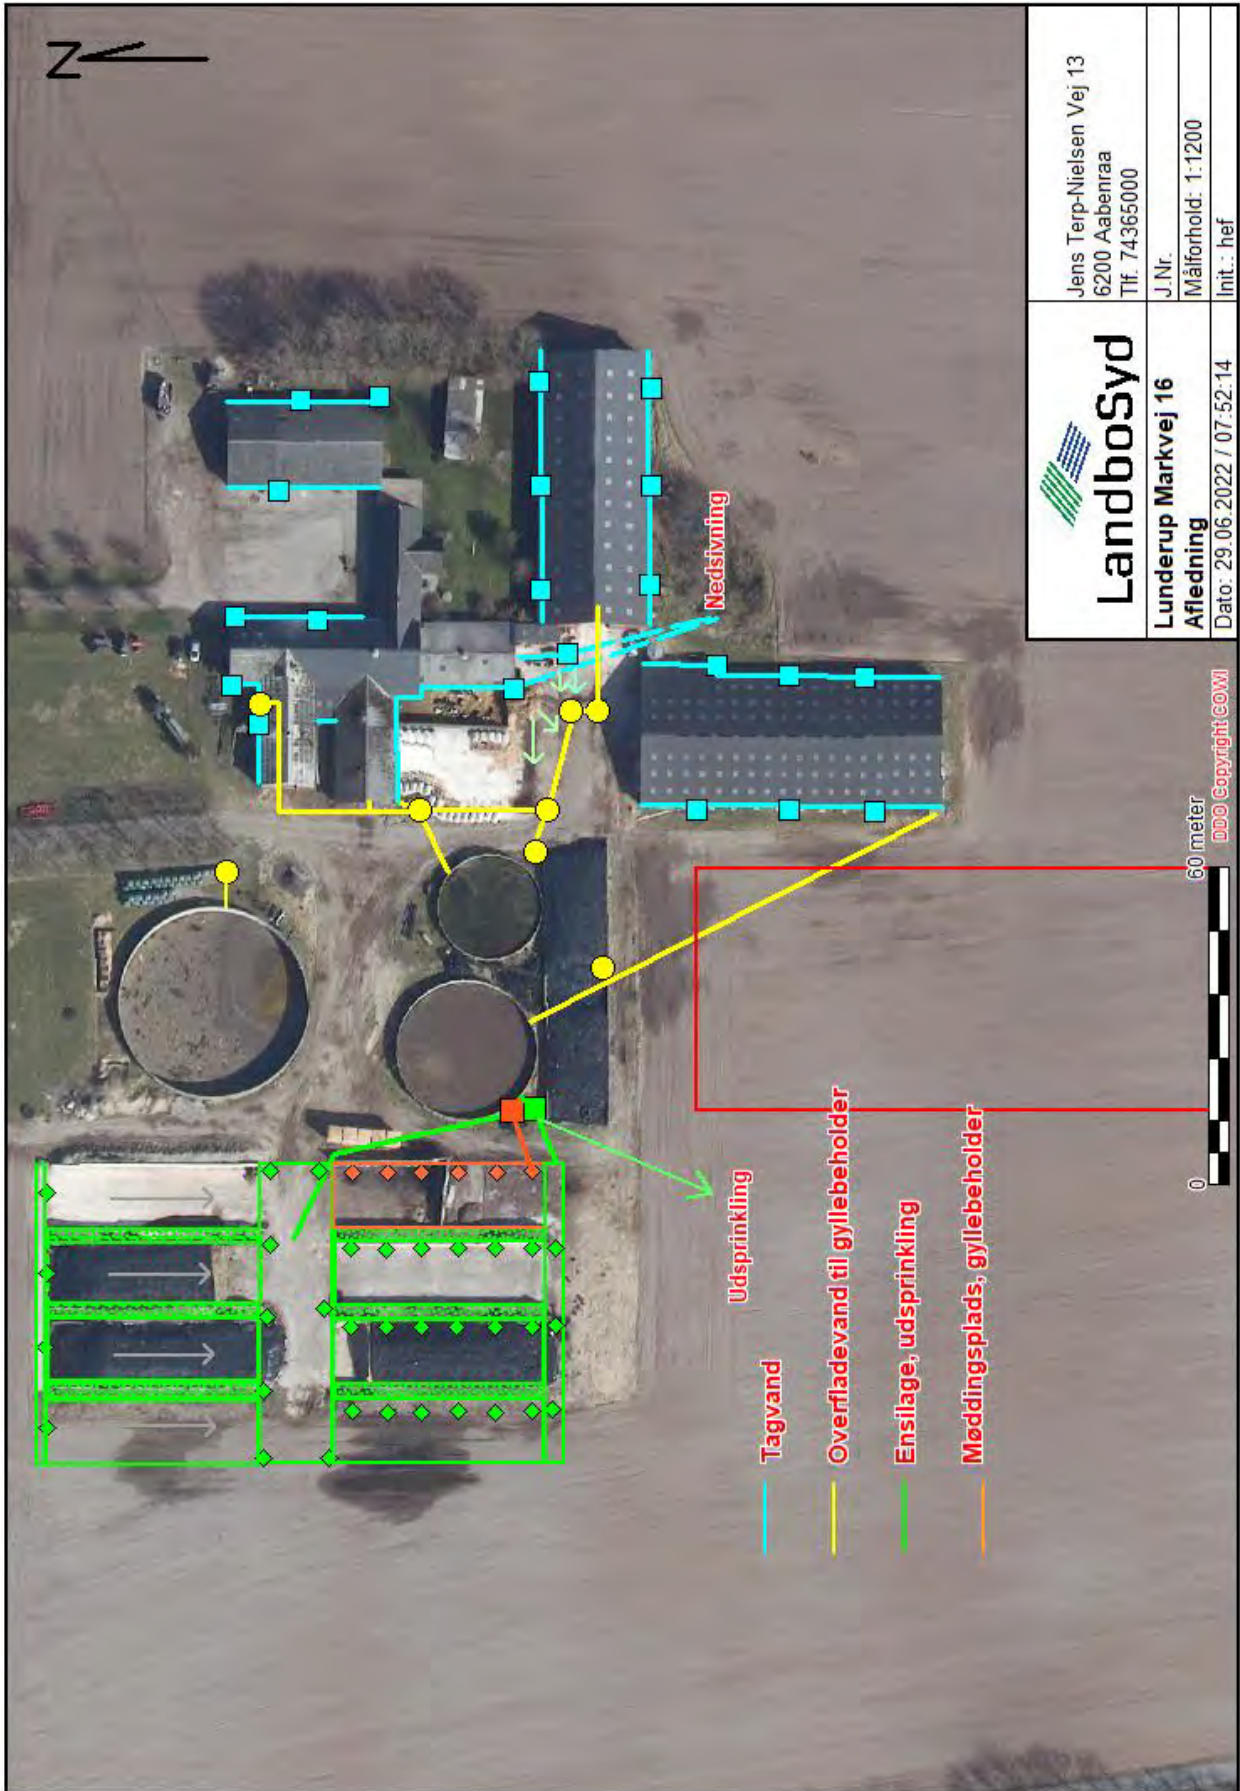 N
Nedsivning
Udsprinkling
Tagvand
Overfladevand til gyllebeholder
Ensilage, udsprinkling
Møddingsplads, gyllebeholder
0
60 meter
DDO Copyright COWI
LandboSyd
Jens Terp-Nielsen Vej 13
6200 Aabenraa
Tlf. 74365000
Lunderup Markvej 16
Afledning
J.Nr.
Målforhold: 1:1200
Dato: 29.06.2022 / 07:52:14
Init.: hef